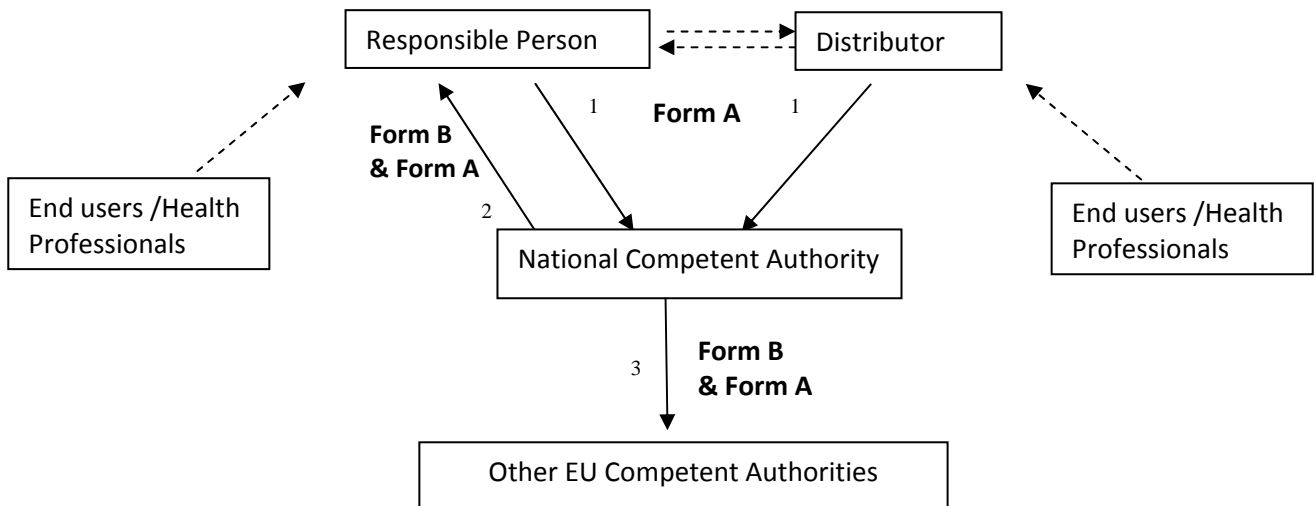 Responsible Person
Distributor
1
Form A
1
Form B
& Form A
End users /Health
Professionals
2
End users /Health
Professionals
National Competent Authority
3
Form B
& Form A
Other EU Competent Authorities